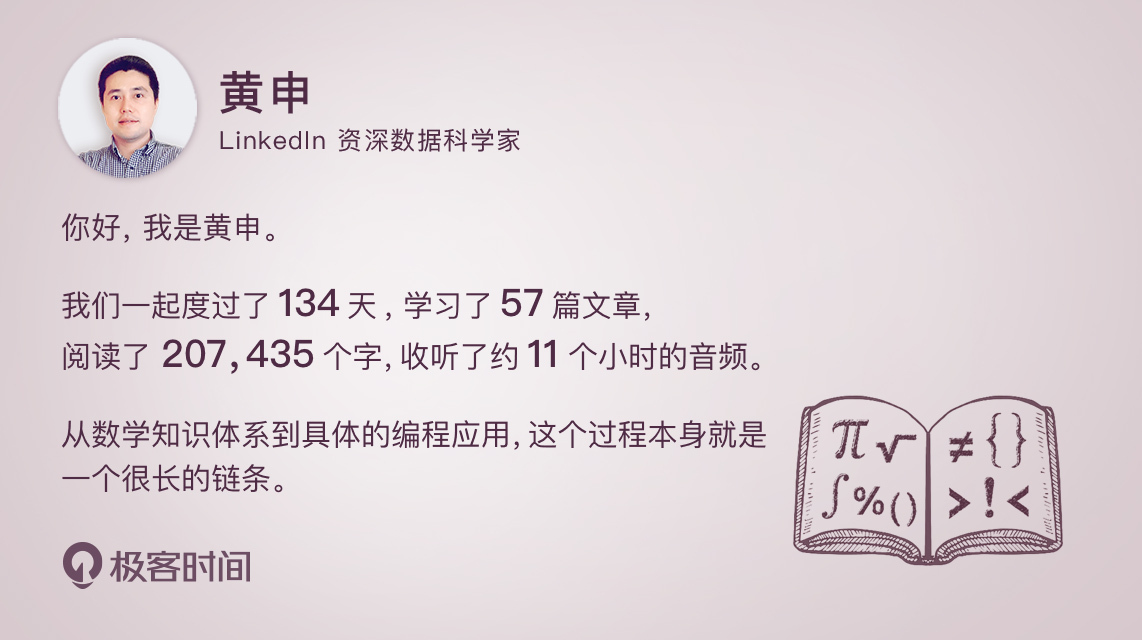 黄申
LinkedIn 资深数据科学家
你好，我是黄申。
我们一起度过了 134 天，学习了 57 篇文章，
阅读了 207,435 个字，收听了约 11 个小时的音频。
从数学知识体系到具体的编程应用，这个过程本身就是
一个很长的链条。
π √ ≠ { }
∫ % ( ) > ! <
极客时间